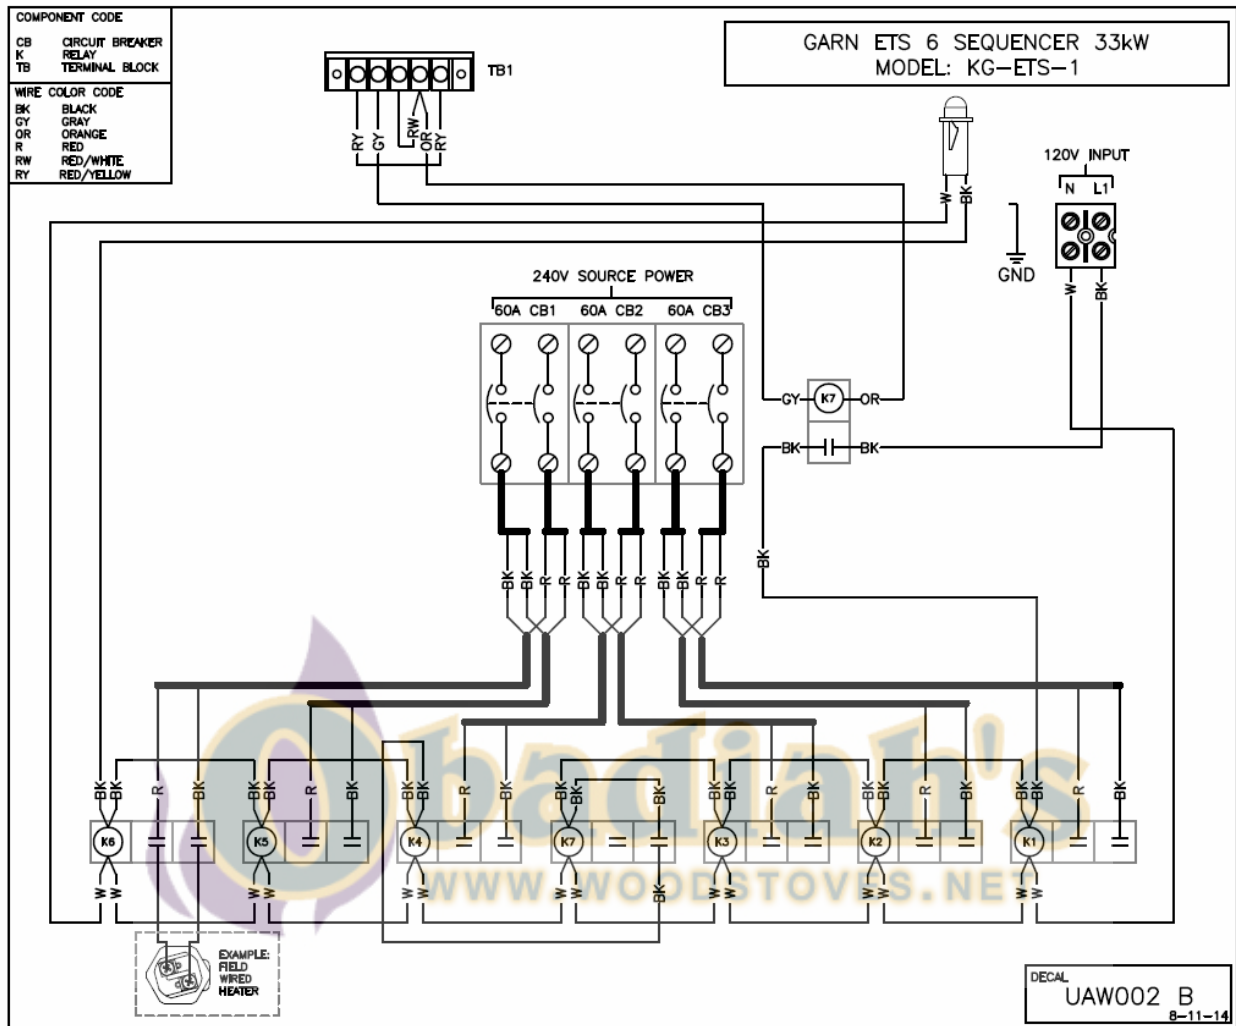 COMPONENT CODE
CB CIRCUIT BREAKER
K RELAY
TB TERMINAL BLOCK
WIRE COLOR CODE
BK BLACK
GY GRAY
OR ORANGE
R RED
RW RED/WHITE
RY RED/YELLOW
TB1
RY GY RW OR RY
GARN ETS 6 SEQUENCER 33kW
MODEL: KG-ETS-1
W BK
120V INPUT
N L1
GND
W BK
240V SOURCE POWER
60A CB1 60A CB2 60A CB3
GY K7 OR
BK BK
BK
BK BK R R BK BK R R BK BK R R
BK BK R BK BK BK R BK BK BK R BK BK BK BK BK R BK BK BK R BK BK BK R BK
Obadiah's
K6 K5 K4 K7 K3 K2 K1
WWW.WOODSTOVES.NET
W W W W W W W W BK W W W W W W
EXAMPLE:
FIELD
WIRED
HEATER
DECAL
UAW002 B
8-11-14